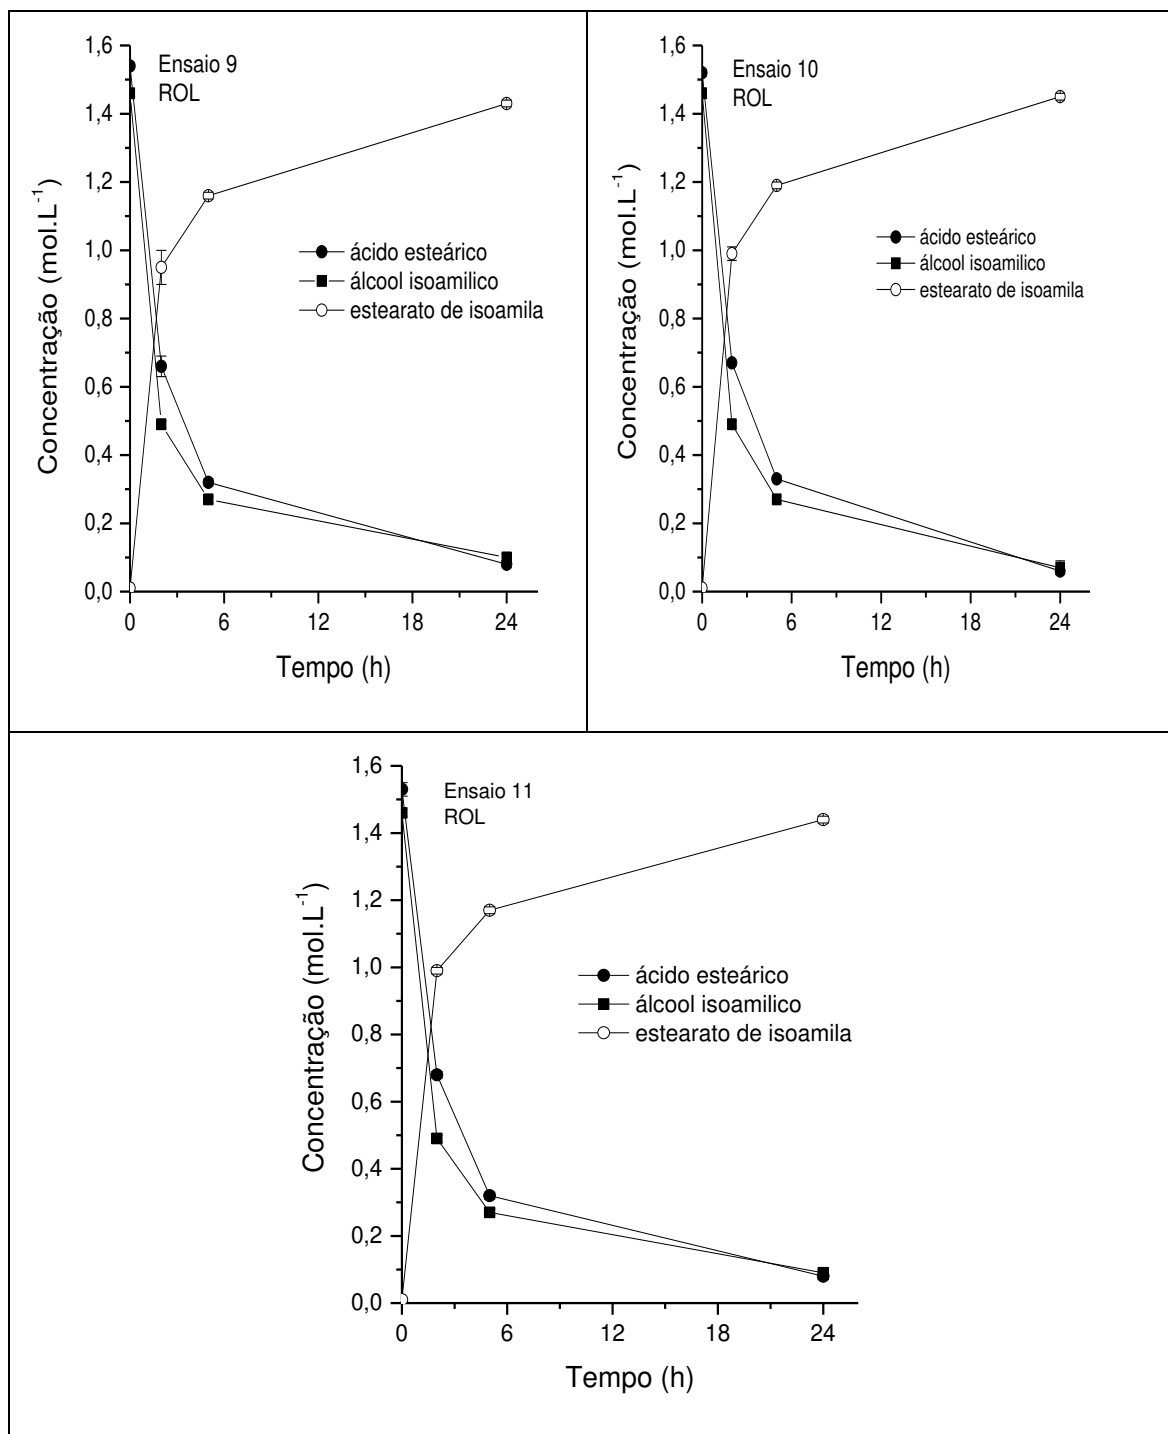 Ensaio 9
ROL
Concentração (mol.L-1)
1,6
1,4
1,2
1,0
0,8
0,6
0,4
0,2
0,0
ácido esteárico
álcool isoamilico
estearato de isoamila
0 6 12 18 24
Tempo (h)
Ensaio 10
ROL
Concentração (mol.L-1)
1,6
1,4
1,2
1,0
0,8
0,6
0,4
0,2
0,0
ácido esteárico
álcool isoamilico
estearato de isoamila
0 6 12 18 24
Tempo (h)
Ensaio 11
ROL
Concentração (mol.L-1)
1,6
1,4
1,2
1,0
0,8
0,6
0,4
0,2
0,0
ácido esteárico
álcool isoamilico
estearato de isoamila
0 6 12 18 24
Tempo (h)